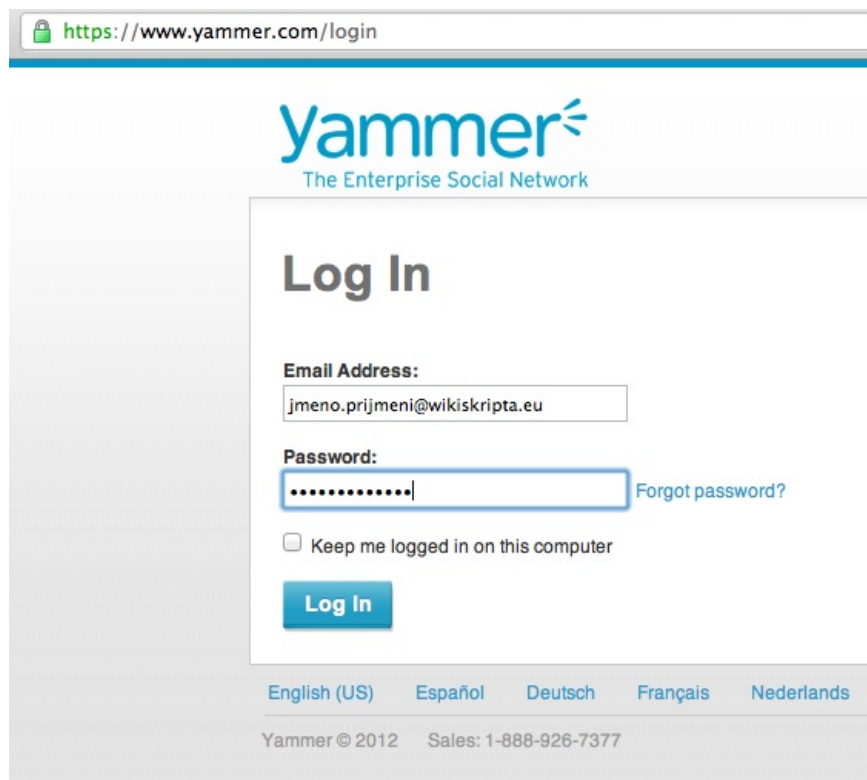 https://www.yammer.com/login
yammer
The Enterprise Social Network
Log In
Email Address:
jmeno.prijmeni@wikiskripta.eu
Password:
•••••••••••••
Forgot password?
Keep me logged in on this computer
Log In
English (US) Español Deutsch Français Nederlands
Yammer © 2012 Sales: 1-888-926-7377